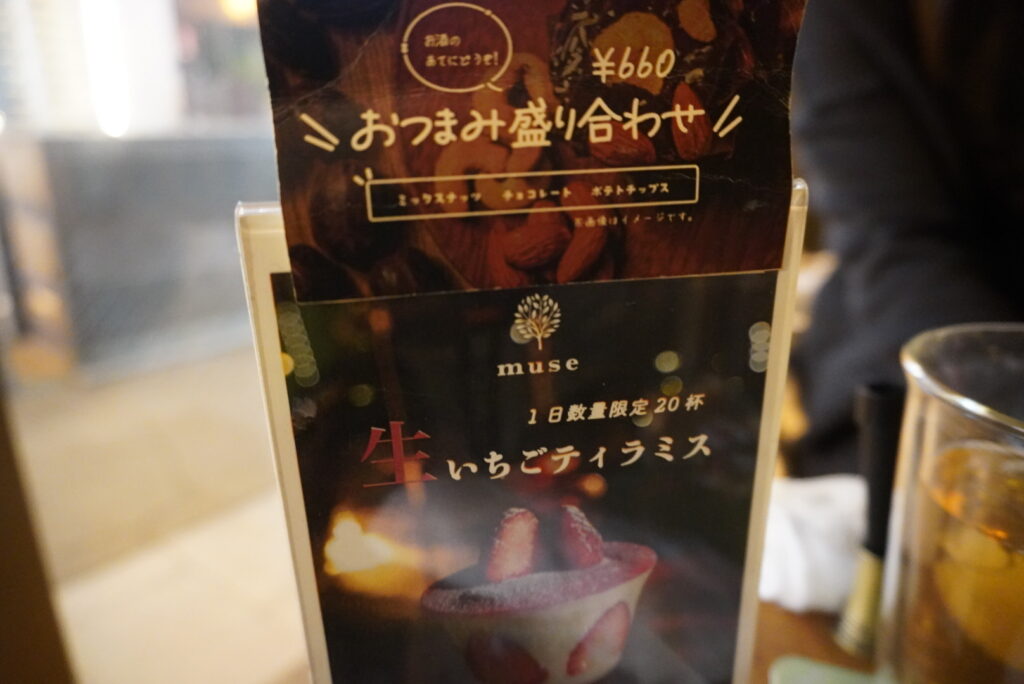 お酒の
あてにどうぞ!
¥660
おつまみ盛り合わせ
ミックスナッツ チョコレート ポテトチップス
※画像はイメージです。
muse
1日数量限定20杯
生いちごティラミス